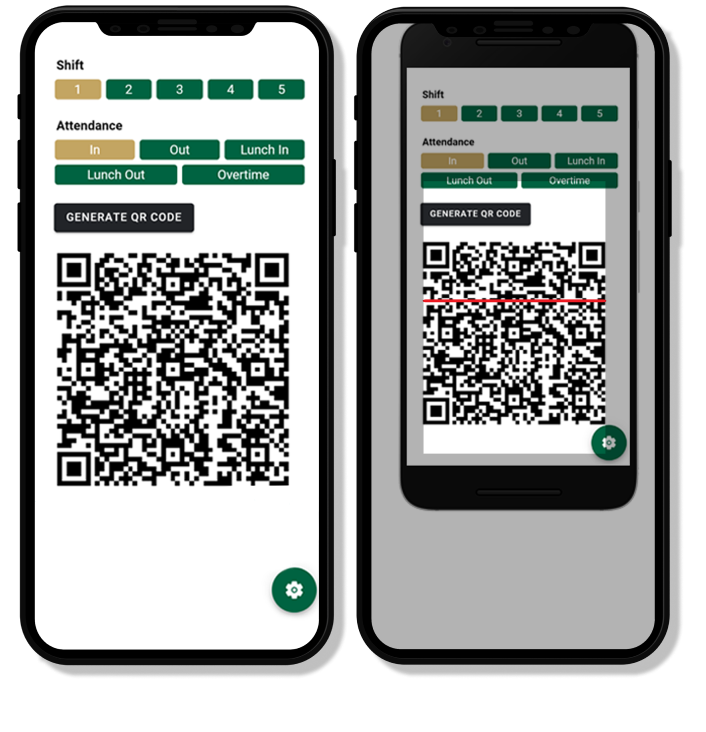 Shift
1 2 3 4 5
Attendance
In Out Lunch In
Lunch Out Overtime
GENERATE QR CODE
Shift
1 2 3 4 5
Attendance
In Out Lunch In
Lunch Out Overtime
GENERATE QR CODE